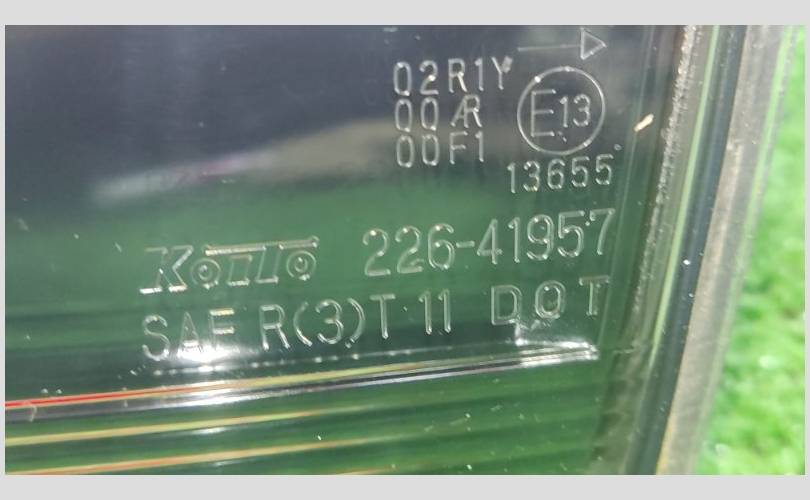 02R1Y
00AR
00F1
E13
13655
Koito 226-41957
SAE R(3)T 11 DOT